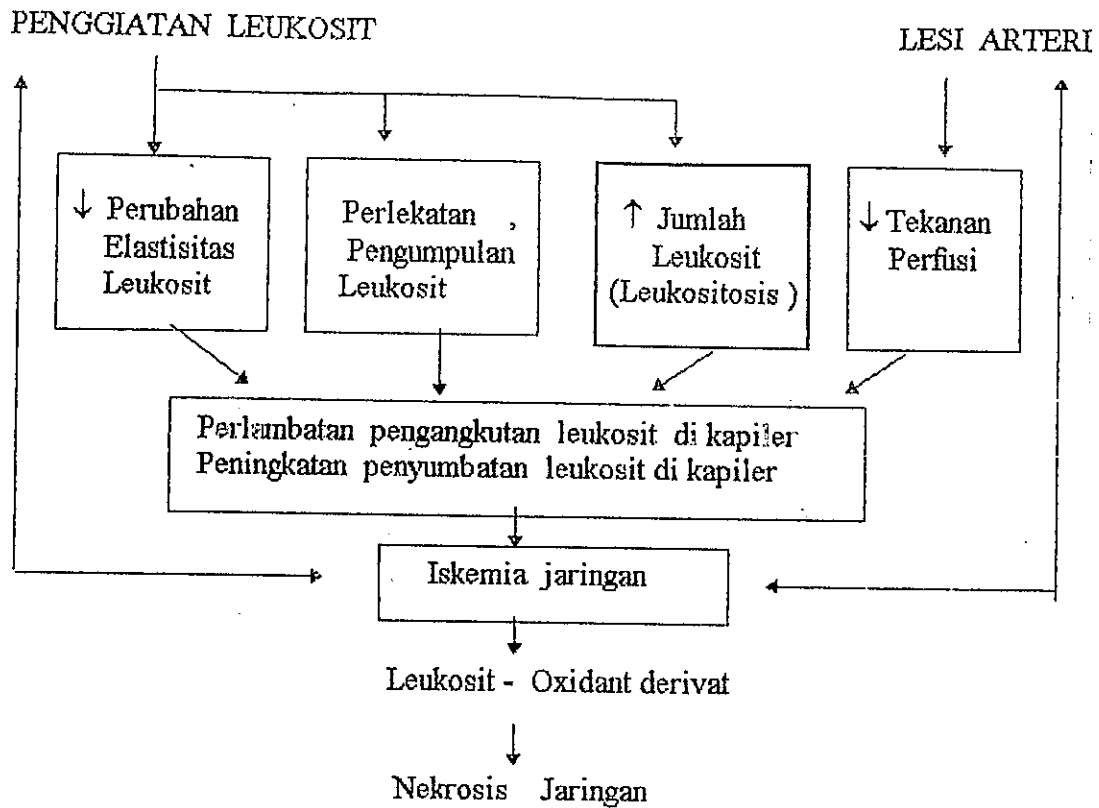 PENGGIATAN LEUKOSIT
LESI ARTERI
↓ Perubahan
Elastisitas
Leukosit
Perlekatan ,
Pengumpulan
Leukosit
↑ Jumlah
Leukosit
(Leukositosis )
↓ Tekanan
Perfusi
Perlambatan pengangkutan leukosit di kapiler
Peningkatan penyumbatan leukosit di kapiler
Iskemia jaringan
Leukosit - Oxidant derivat
Nekrosis Jaringan